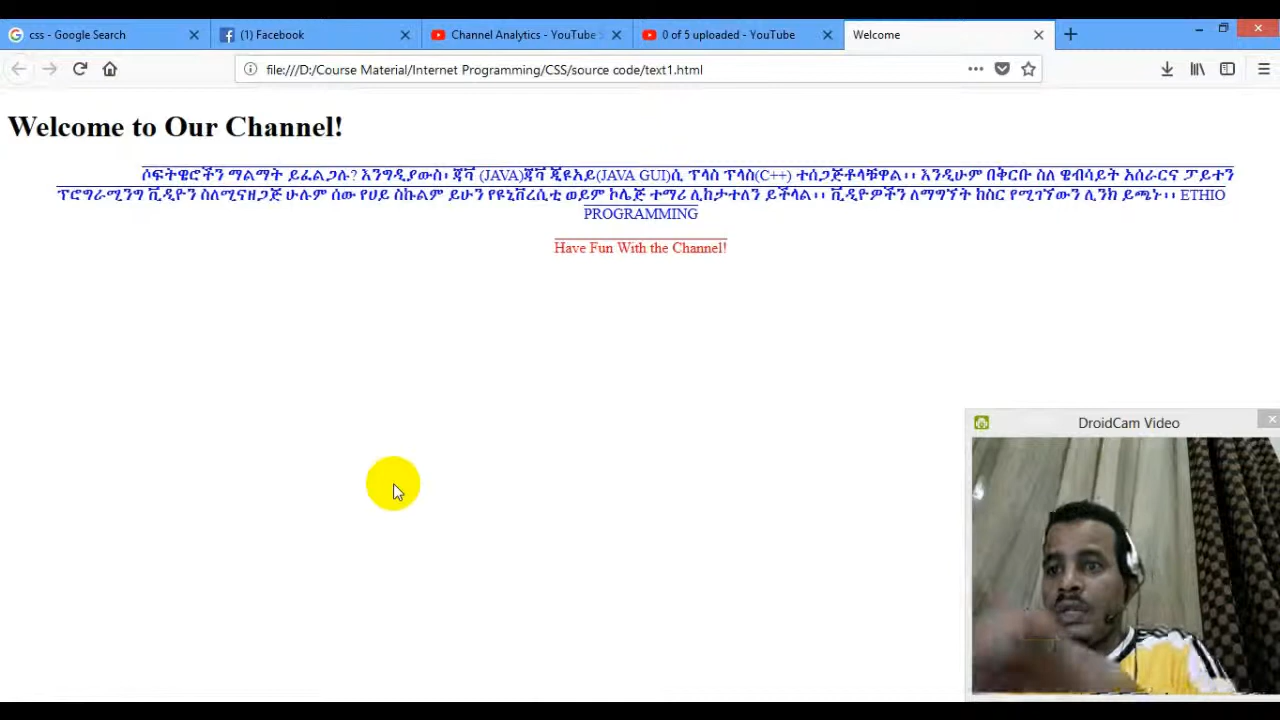 css - Google Search
(1) Facebook
Channel Analytics - YouTube S
0 of 5 uploaded - YouTube
Welcome
file:///D:/Course Material/Internet Programming/CSS/source code/text1.html
Welcome to Our Channel!
ሶፍትዌሮችን ማልማት ይፈልጋሉ? እንግዲያውስ፡ ጃቫ (JAVA)ጃቫ ጂዩአይ(JAVA GUI)ሲ ፕላስ ፕላስ(C++) ተሰጋጅቶላቹዋል፡፡ እንዲሁም በቅርቡ ስለ ዌብሳይት አሰራርና ፓይተን
ፕሮግራሚንግ ቪዲዮን ስለሚናዘጋጅ ሁሉም ሰው የሀይ ስኩልም ይሁን የዩኒቨረሲቲ ወይም ኮሌጅ ተማሪ ሊከታተለን ይችላል፡፡ ቪዲዮዎችን ለማግኘት ከስር የሚገኘውን ሊንክ ይጫኑ፡፡ ETHIO
PROGRAMMING
Have Fun With the Channel!
DroidCam Video